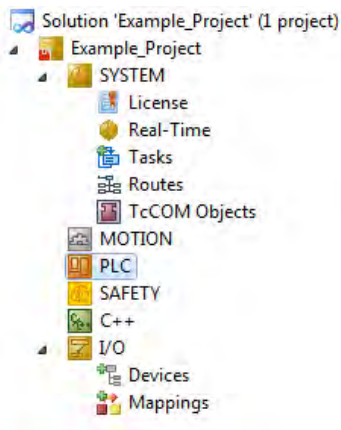 Solution 'Example_Project' (1 project)
Example_Project
SYSTEM
License
Real-Time
Tasks
Routes
TcCOM Objects
MOTION
PLC
SAFETY
C++
I/O
Devices
Mappings